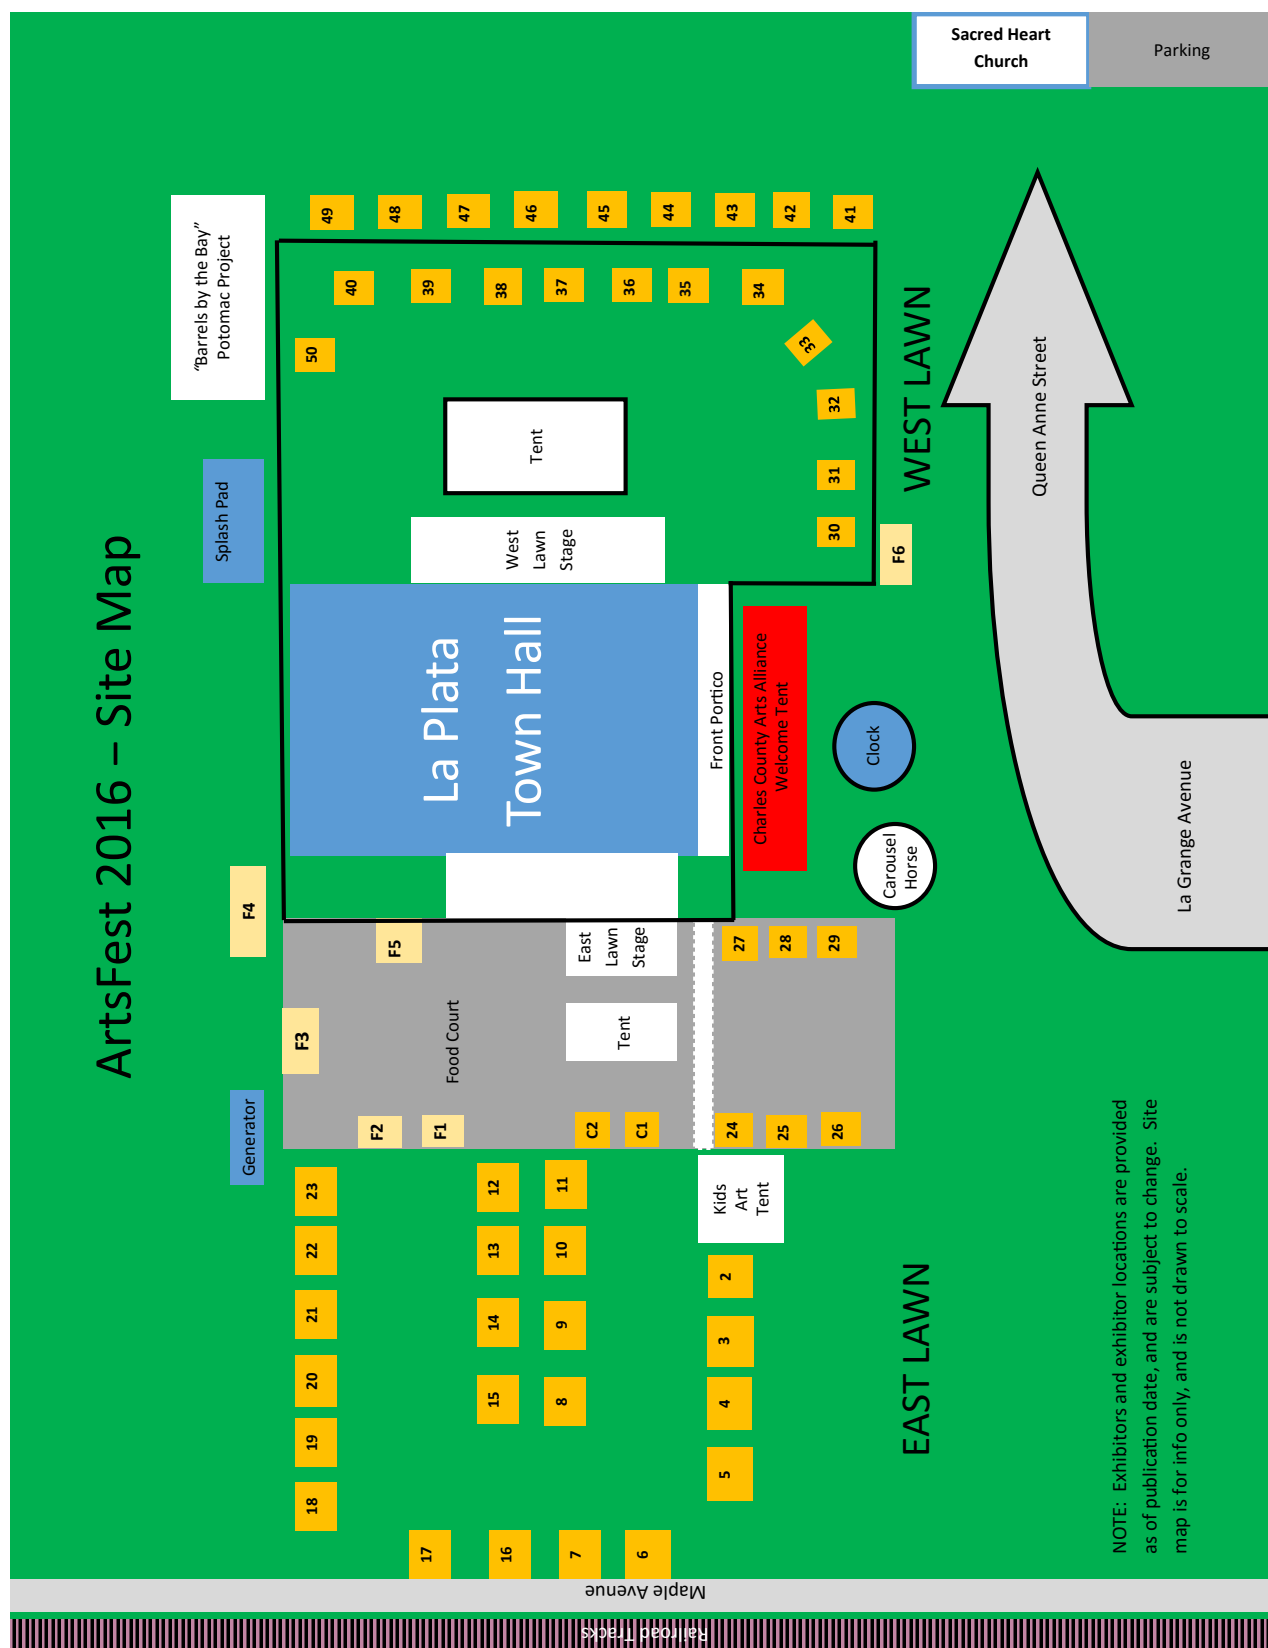 ArtsFest 2016 – Site Map
Sacred Heart
Church
Parking
"Barrels by the Bay"
Potomac Project
Splash Pad
49
48
47
46
45
44
43
42
41
40
39
38
37
36
35
34
50
33
32
31
30
F6
Tent
West
Lawn
Stage
WEST LAWN
Queen Anne Street
La Plata
Town Hall
Front Portico
Charles County Arts Alliance
Welcome Tent
Clock
Carousel
Horse
La Grange Avenue
F4
F5
F3
Food Court
East
Lawn
Stage
Tent
27
28
29
Generator
F2
F1
C2
C1
24
25
26
Kids
Art
Tent
23
22
21
20
19
18
12
13
14
15
11
10
9
8
2
3
4
5
17
16
7
6
EAST LAWN
NOTE: Exhibitors and exhibitor locations are provided
as of publication date, and are subject to change. Site
map is for info only, and is not drawn to scale.
Maple Avenue
Railroad Tracks